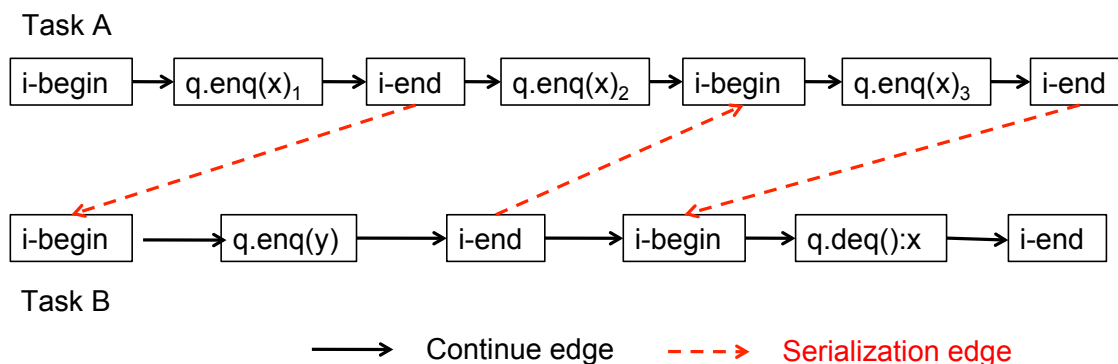 Task A
i-begin q.enq(x)₁ i-end q.enq(x)₂ i-begin q.enq(x)₃ i-end
i-begin q.enq(y) i-end i-begin q.deq():x i-end
Task B
Continue edge Serialization edge